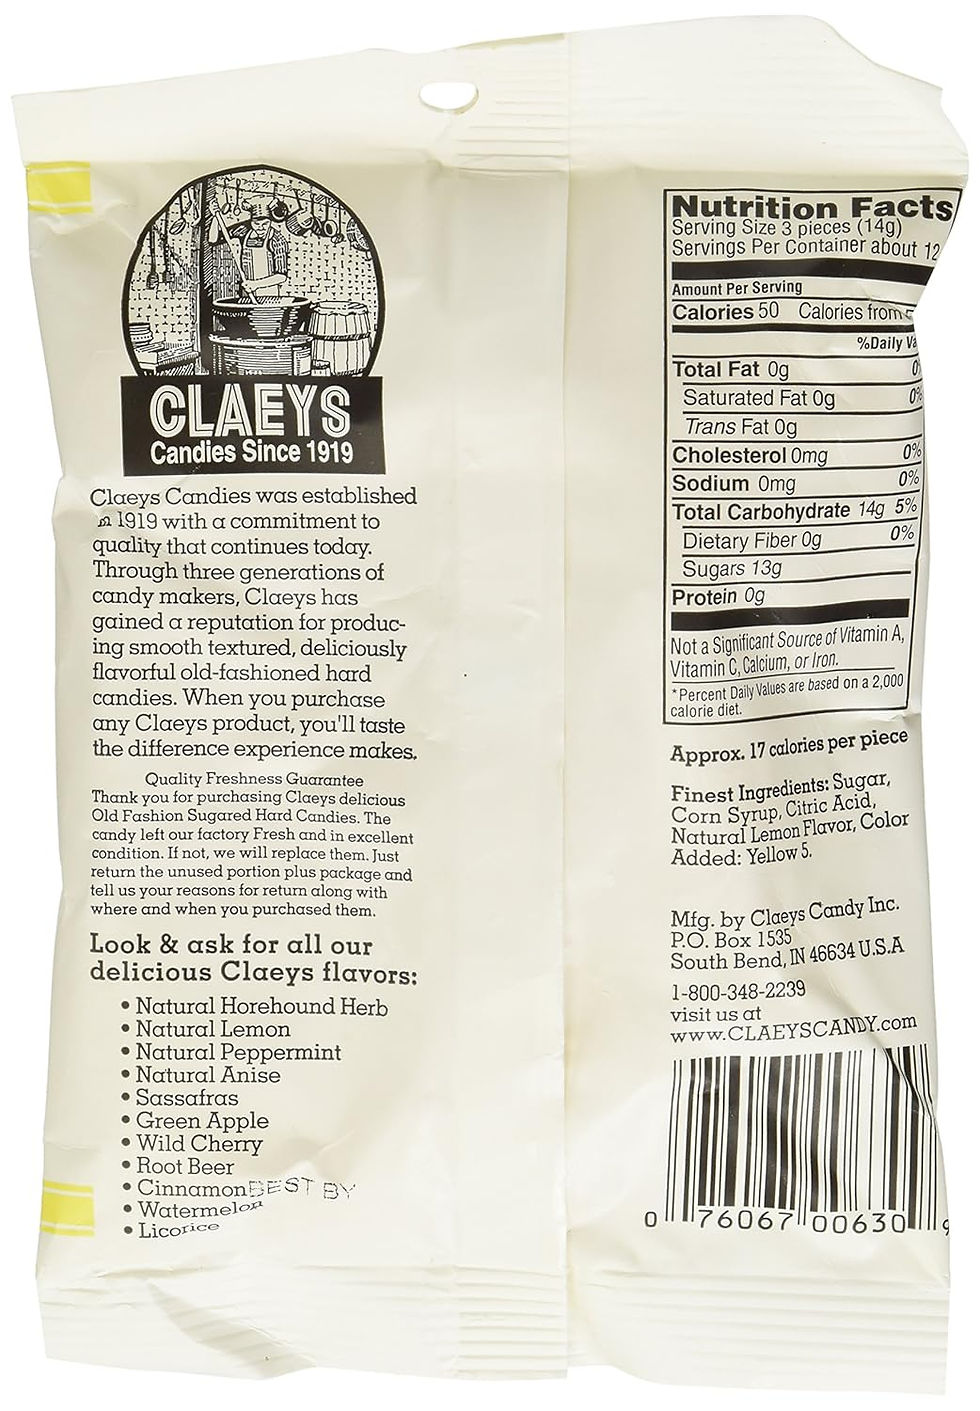 CLAEYS
Candies Since 1919
Claeys Candies was established
in 1919 with a commitment to
quality that continues today.
Through three generations of
candy makers, Claeys has
gained a reputation for produc-
ing smooth textured, deliciously
flavorful old-fashioned hard
candies. When you purchase
any Claeys product, you'll taste
the difference experience makes.
Quality Freshness Guarantee
Thank you for purchasing Claeys delicious
Old Fashion Sugared Hard Candies. The
candy left our factory Fresh and in excellent
condition. If not, we will replace them. Just
return the unused portion plus package and
tell us your reasons for return along with
where and when you purchased them.
Look & ask for all our
delicious Claeys flavors:
• Natural Horehound Herb
• Natural Lemon
• Natural Peppermint
• Natural Anise
• Sassafras
• Green Apple
• Wild Cherry
• Root Beer
• Cinnamon BEST BY
• Watermelon
• Licorice
Nutrition Facts
Serving Size 3 pieces (14g)
Servings Per Container about 12
Amount Per Serving
Calories 50 Calories from
%Daily Va
Total Fat 0g 0%
Saturated Fat 0g 0%
Trans Fat 0g
Cholesterol 0mg 0%
Sodium 0mg 0%
Total Carbohydrate 14g 5%
Dietary Fiber 0g 0%
Sugars 13g
Protein 0g
Not a Significant Source of Vitamin A,
Vitamin C, Calcium, or Iron.
*Percent Daily Values are based on a 2,000
calorie diet.
Approx. 17 calories per piece
Finest Ingredients: Sugar,
Corn Syrup, Citric Acid,
Natural Lemon Flavor, Color
Added: Yellow 5.
Mfg. by Claeys Candy Inc.
P.O. Box 1535
South Bend, IN 46634 U.S.A
1-800-348-2239
visit us at
www.CLAEYSCANDY.com
0 76067 00630 9